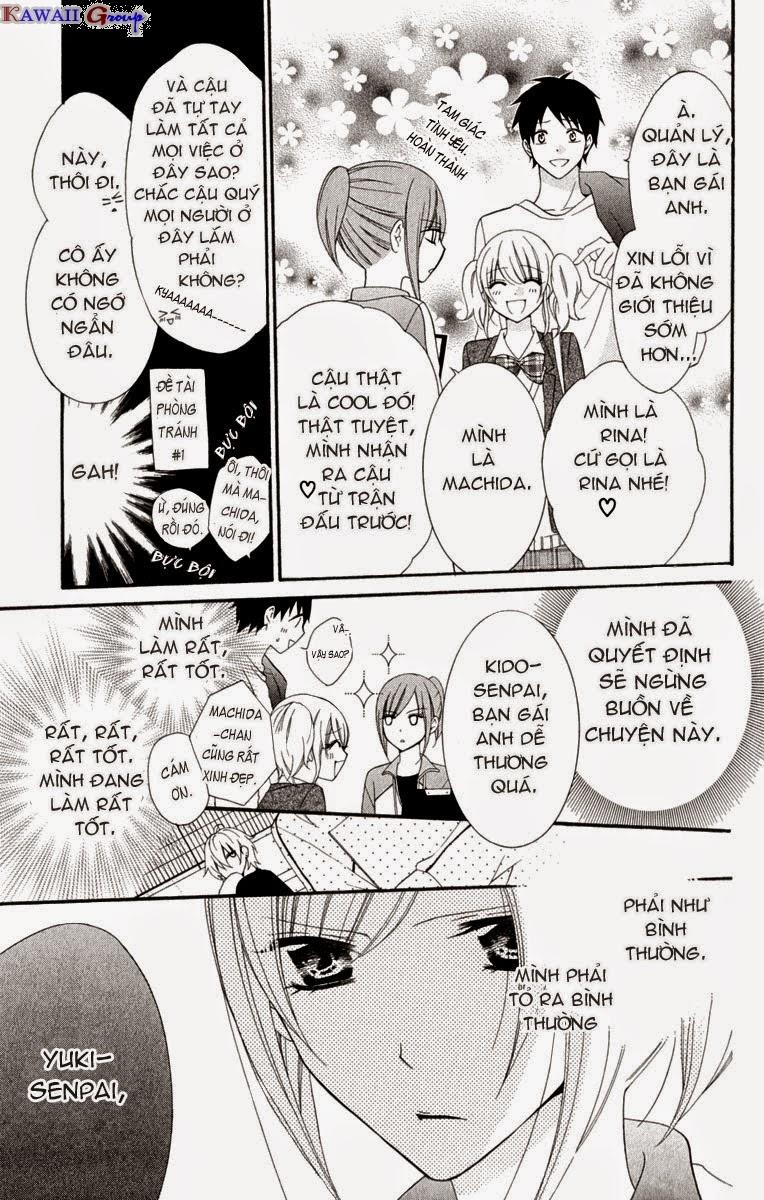 KAWAII Group
À.
QUẢN LÝ,
ĐÂY LÀ
BẠN GÁI
ANH.
XIN LỖI VÌ
ĐÃ KHÔNG
GIỚI THIỆU
SỚM
HƠN...
TAM GIÁC
TÌNH YÊU.
HOÀN THÀNH
MÌNH LÀ
RINA!
CỨ GỌI LÀ
RINA NHÉ!
♡
MÌNH
LÀ
MACHIDA.
CẬU THẬT
LÀ COOL ĐÓ!
THẬT TUYỆT,
MÌNH NHẬN
RA CẬU
♡ TỪ TRẬN
ĐẤU TRƯỚC!
VÀ CẬU
ĐÃ TỰ TAY
LÀM TẤT CẢ
MỌI VIỆC Ở
ĐÂY SAO?
CHẮC CẬU QUÝ
MỌI NGƯỜI Ở
ĐÂY LẮM
PHẢI
KHÔNG?
KYAAAAAAA------
NÀY,
THÔI ĐI.
CÔ ẤY
KHÔNG
CÓ NGỚ
NGẨN
ĐÂU.
ĐỀ TÀI
PHÒNG
TRÁNH
#1
BỰC BỘI
ÔI, THÔI
MÀ MA-
CHIDA,
NÓI ĐI!
Ừ, ĐÚNG
RỒI ĐÓ.
BỰC BỘI
GAH!
MÌNH ĐÃ
QUYẾT ĐỊNH
SẼ NGỪNG
BUỒN VỀ
CHUYỆN NÀY.
KIDO-
SENPAI,
BẠN GÁI
ANH DỄ
THƯƠNG
QUÁ.
VÂ-
VẬY SAO?
MACHIDA
-CHAN
CŨNG RẤT
XINH ĐẸP.
CÁM
ƠN.
MÌNH
LÀM RẤT,
RẤT TỐT.
RẤT, RẤT,
RẤT TỐT.
MÌNH ĐANG
LÀM RẤT
TỐT.
PHẢI NHƯ
BÌNH
THƯỜNG.
MÌNH PHẢI
TỎ RA BÌNH
THƯỜNG
YUKI-
SENPAI,